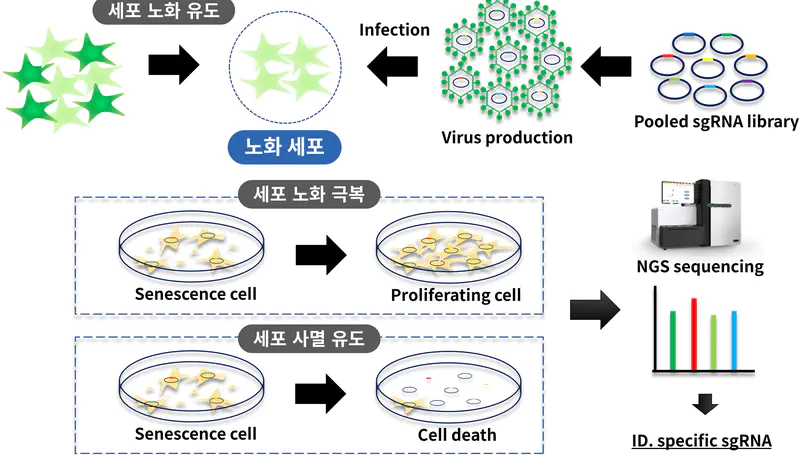 세포 노화 유도
Infection
Virus production
Pooled sgRNA library
노화 세포
세포 노화 극복
Senescence cell
Proliferating cell
NGS sequencing
세포 사멸 유도
Senescence cell
Cell death
ID. specific sgRNA